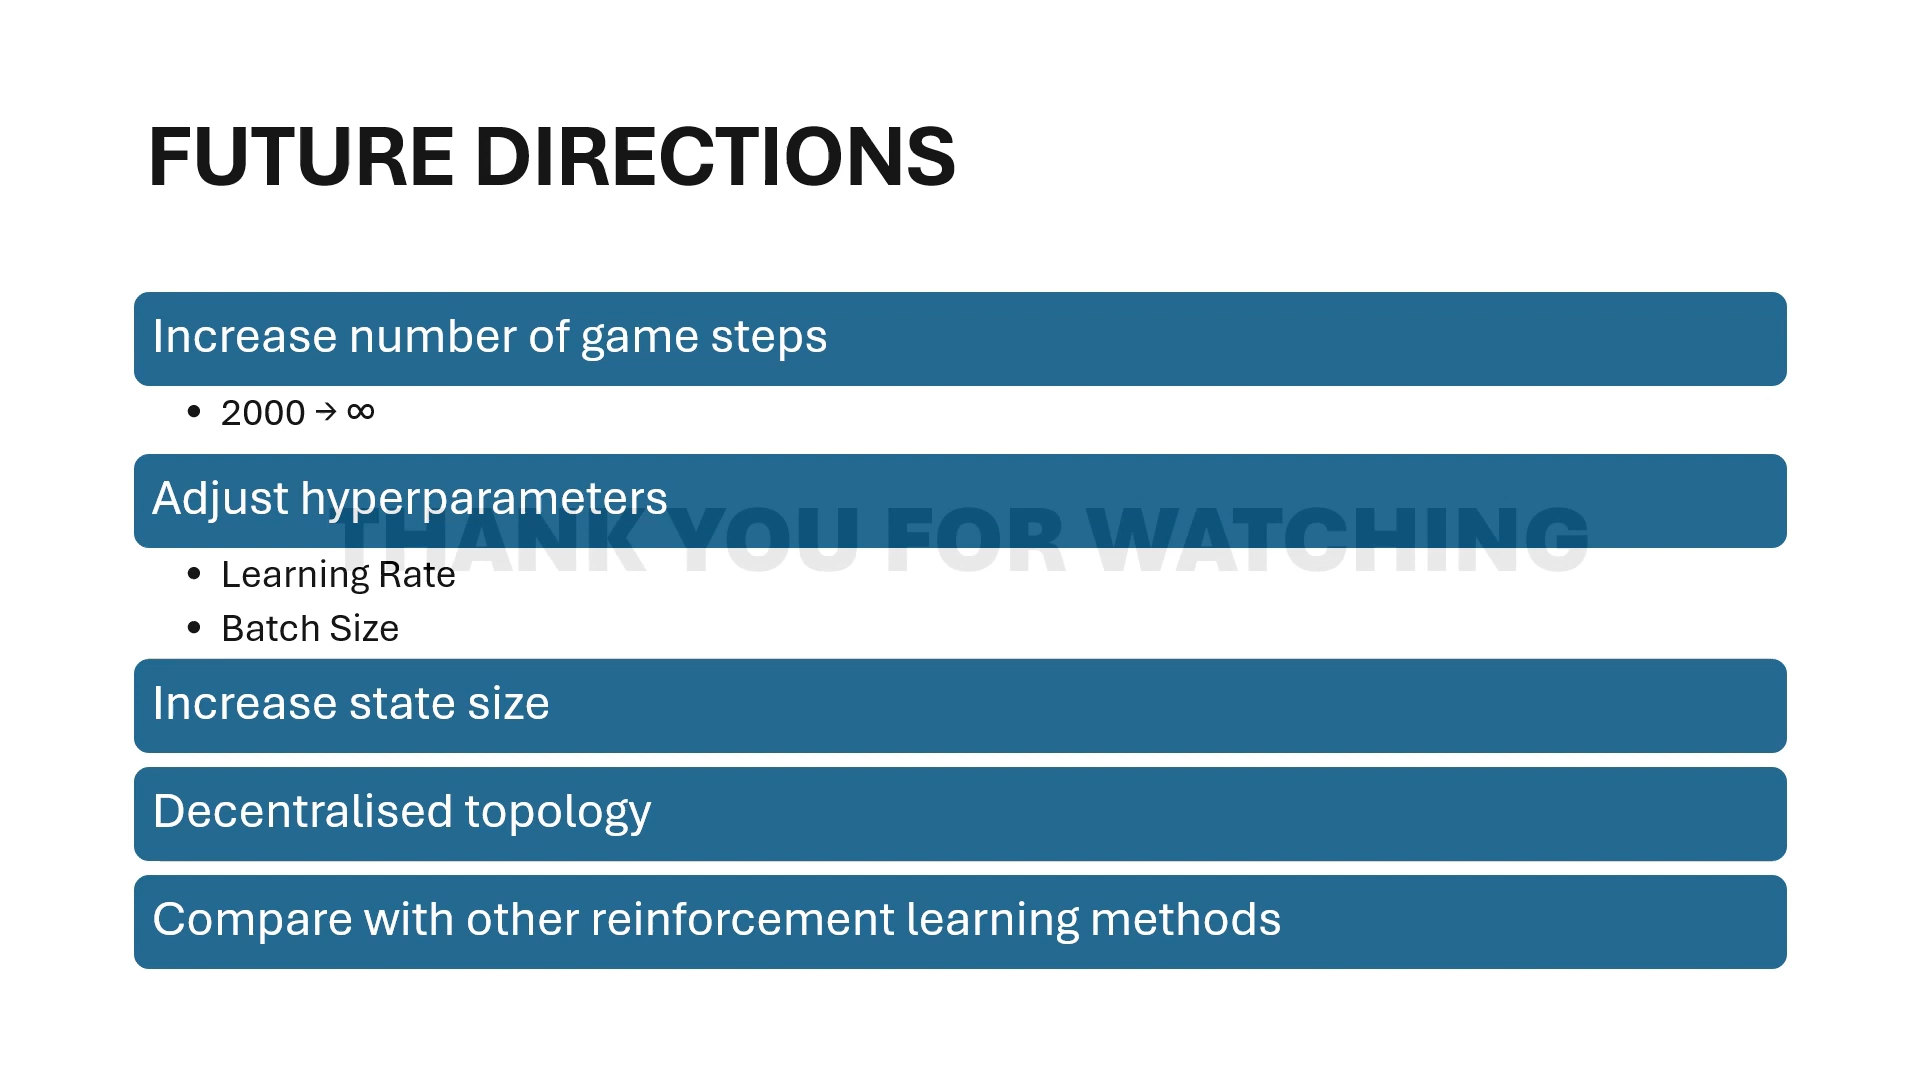 FUTURE DIRECTIONS
Increase number of game steps
• 2000 → ∞
Adjust hyperparameters
THANK YOU FOR WATCHING
• Learning Rate
• Batch Size
Increase state size
Decentralised topology
Compare with other reinforcement learning methods